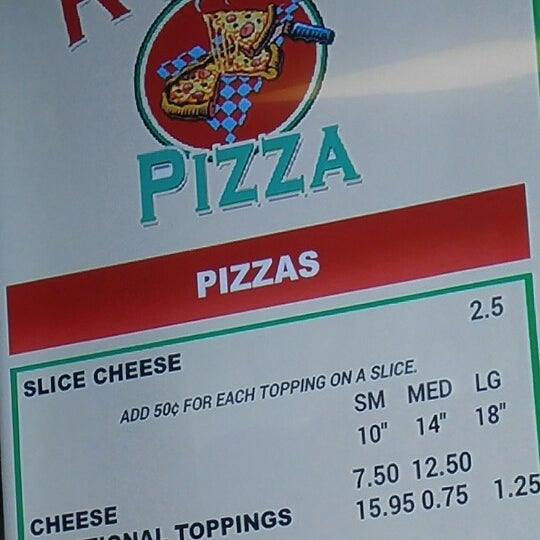 PIZZA
PIZZAS
SLICE CHEESE 2.5
ADD 50¢ FOR EACH TOPPING ON A SLICE.
SM MED LG
10" 14" 18"
CHEESE 7.50 12.50
TOPPINGS 15.95 0.75 1.25